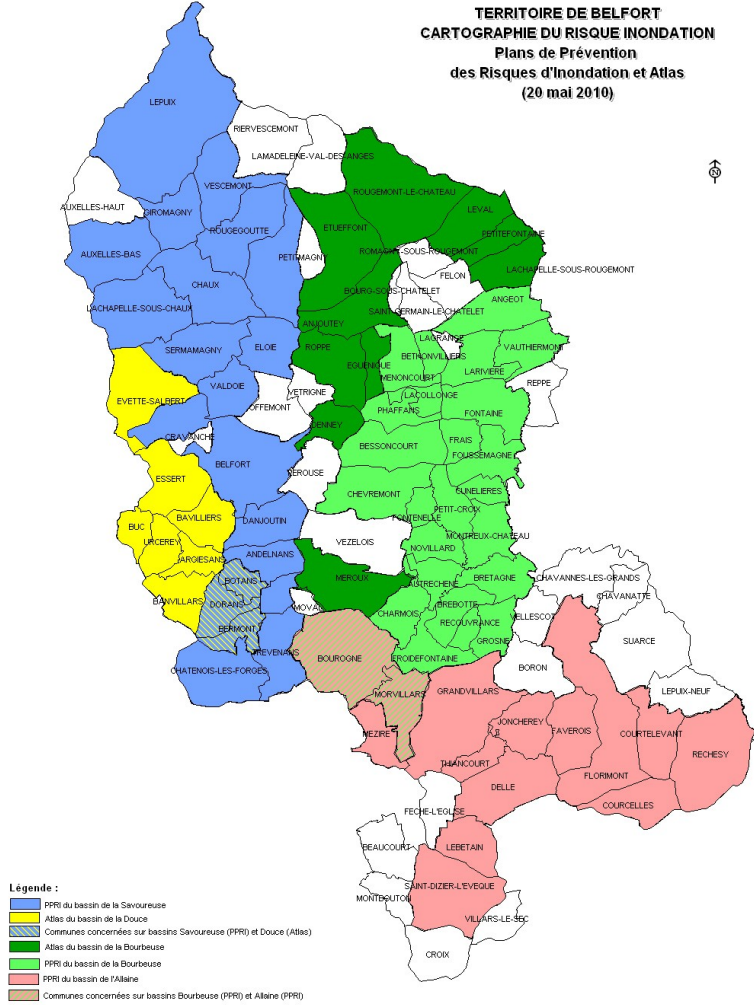 TERRITOIRE DE BELFORT
CARTOGRAPHIE DU RISQUE INONDATION
Plans de Prévention
des Risques d'Inondation et Atlas
(20 mai 2010)
N
LEPUIX
RIERVESCEMONT
LAMADELEINE-VAL-DES-ANGES
VESCEMONT
ROUGEMONT-LE-CHATEAU
AUXELLES-HAUT
GIROMAGNY
LEVAL
ROUGEGOUTTE
ETUEFFONT
PETITEFONTAINE
AUXELLES-BAS
PETITMAGNY
ROMAGNY-SOUS-ROUGEMONT
LACHAPELLE-SOUS-ROUGEMONT
FELON
CHAUX
BOURG-SOUS-CHATELET
ANGEOT
LACHAPELLE-SOUS-CHAUX
SAINT-GERMAIN-LE-CHATELET
ANJOUTEY
LAGRANGE
SERMAMAGNY
ELOIE
ROPPE
BETHONVILLIERS
VAUTHIERMONT
EGUENIGUE
MENONCOURT
LARIVIERE
VALDOIE
REPPE
VETRIGNE
EVETTE-SALBERT
LACOLLONGE
OFFEMONT
PHAFFANS
FONTAINE
DENNEY
CRAVANCHE
BESSONCOURT
FRAIS
BELFORT
FOUSSEMAGNE
PEROUSE
ESSERT
CHEVREMONT
CUNELIERES
PETIT-CROIX
BAVILLIERS
DANJOUTIN
FONTENELLE
BUC
URCEREY
VEZELOIS
MONTREUX-CHATEAU
NOVILLARD
ARGIESANS
ANDELNANS
BOTANS
MEROUX
AUTRECHENE
BRETAGNE
CHAVANNES-LES-GRANDS
BANVILLARS
DORANS
MOVAL
BREBOTTE
CHAVANATTE
CHARMOIS
VELLESCOT
RECOUVRANCE
BERMONT
GROSNE
SUARCE
TREVENANS
BOUROGNE
FROIDEFONTAINE
BORON
CHATENOIS-LES-FORGES
MORVILLARS
GRANDVILLARS
LEPUIX-NEUF
JONCHEREY
FAVEROIS
COURTELEVANT
MEZIRE
RECHESY
THIANCOURT
FLORIMONT
DELLE
COURCELLES
FECHE-L'EGLISE
BEAUCOURT
LEBETAIN
SAINT-DIZIER-L'EVEQUE
MONTBOUTON
VILLARS-LE-SEC
CROIX
Légende :
PPRI du bassin de la Savoureuse
Atlas du bassin de la Douce
Communes concernées sur bassins Savoureuse (PPRI) et Douce (Atlas)
Atlas du bassin de la Bourbeuse
PPRI du bassin de la Bourbeuse
PPRI du bassin de l'Allaine
Communes concernées sur bassins Bourbeuse (PPRI) et Allaine (PPRI)